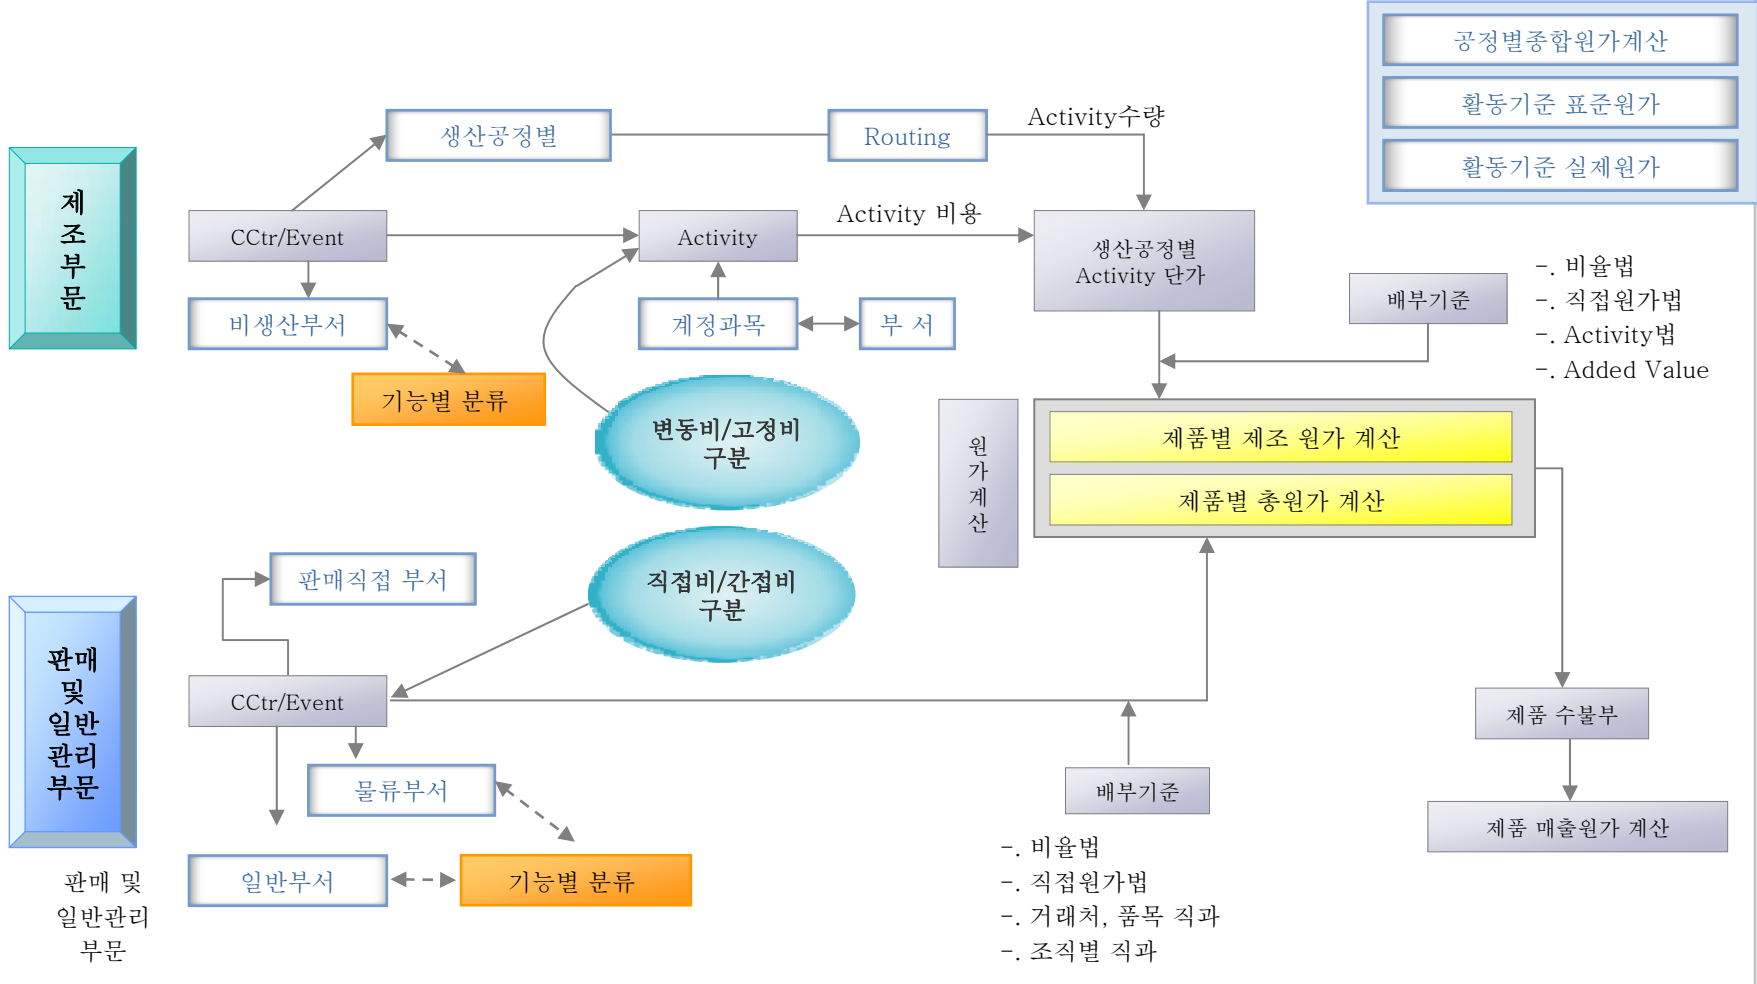 공정별종합원가계산
활동기준 표준원가
활동기준 실제원가
생산공정별
Routing
Activity수량
제
조
부
문
CCtr/Event
Activity
Activity 비용
생산공정별
Activity 단가
비생산부서
계정과목
부 서
배부기준
-. 비율법
-. 직접원가법
-. Activity법
-. Added Value
기능별 분류
변동비/고정비
구분
원
가
계
산
제품별 제조 원가 계산
제품별 총원가 계산
판매직접 부서
직접비/간접비
구분
판매
및
일반
관리
부문
CCtr/Event
제품 수불부
물류부서
배부기준
제품 매출원가 계산
일반부서
기능별 분류
-. 비율법
-. 직접원가법
-. 거래처, 품목 직과
-. 조직별 직과
판매 및
일반관리
부문